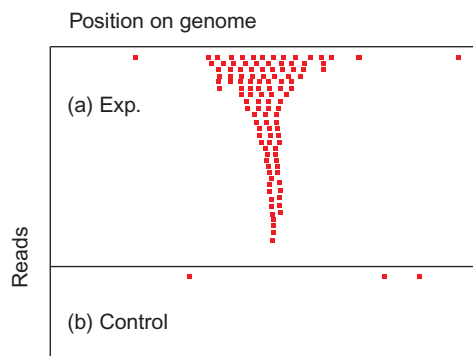 Position on genome
(a) Exp.
Reads
(b) Control